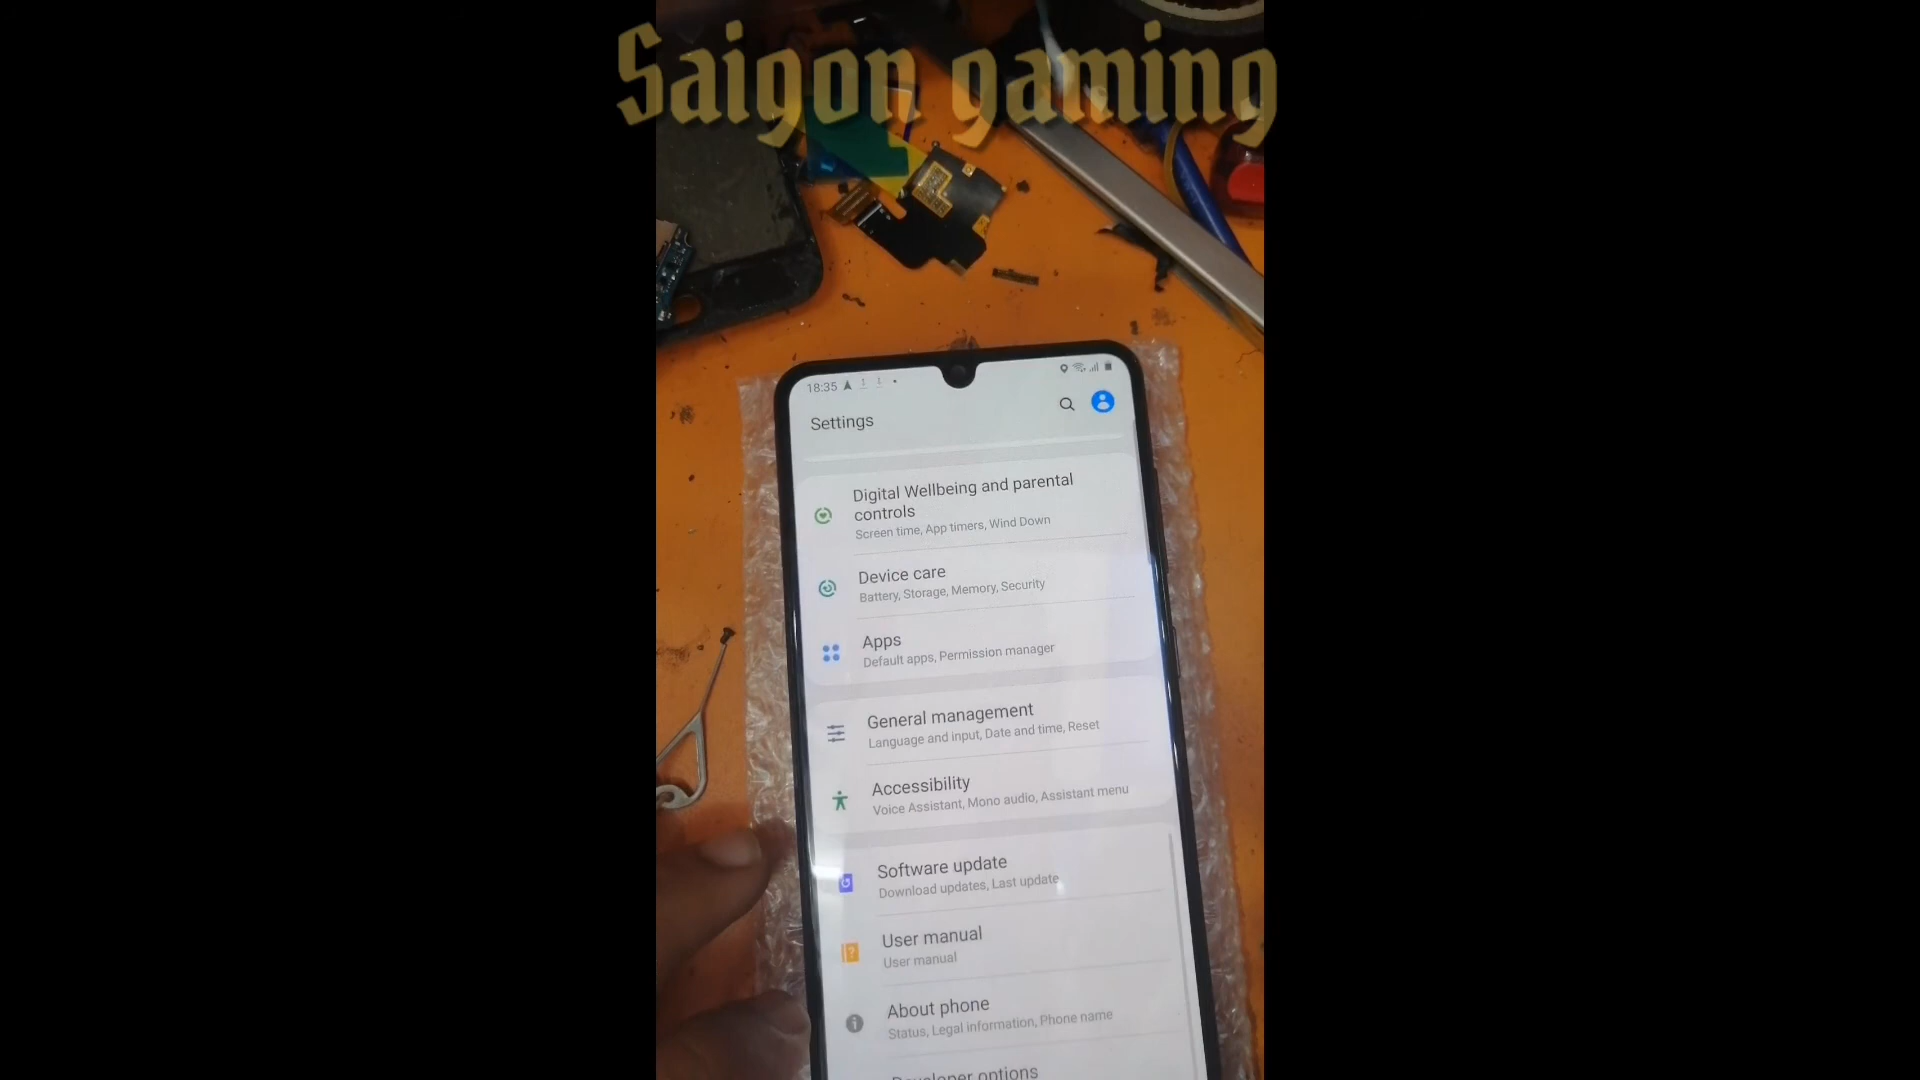 Saigon gaming
18:35
Settings
Digital Wellbeing and parental
controls
Screen time, App timers, Wind Down
Device care
Battery, Storage, Memory, Security
Apps
Default apps, Permission manager
General management
Language and input, Date and time, Reset
Accessibility
Voice Assistant, Mono audio, Assistant menu
Software update
Download updates, Last update
User manual
User manual
About phone
Status, Legal information, Phone name
Developer options